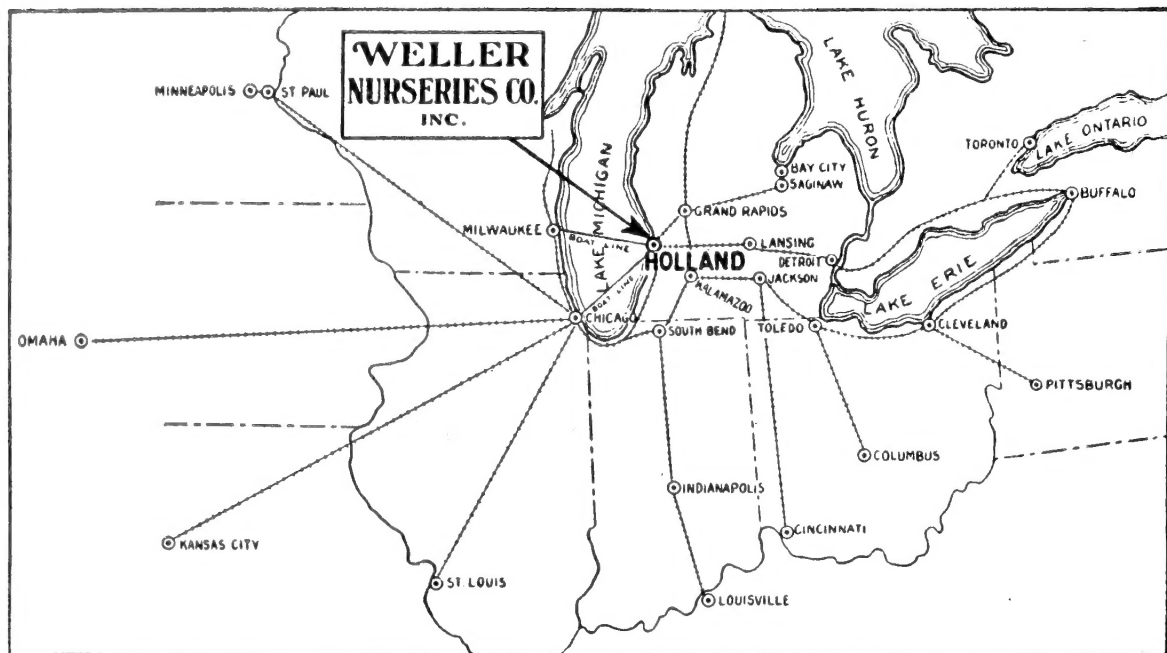 WELLER
NURSERIES CO.
INC.
MINNEAPOLIS
ST PAUL
LAKE MICHIGAN
LAKE HURON
TORONTO
LAKE ONTARIO
BAY CITY
SAGINAW
BUFFALO
GRAND RAPIDS
MILWAUKEE
BOAT LINE
HOLLAND
LANSING
DETROIT
KALAMAZOO
JACKSON
LAKE ERIE
BOAT LINE
CHICAGO
SOUTH BEND
TOLEDO
CLEVELAND
OMAHA
PITTSBURGH
COLUMBUS
INDIANAPOLIS
CINCINNATI
KANSAS CITY
ST. LOUIS
LOUISVILLE